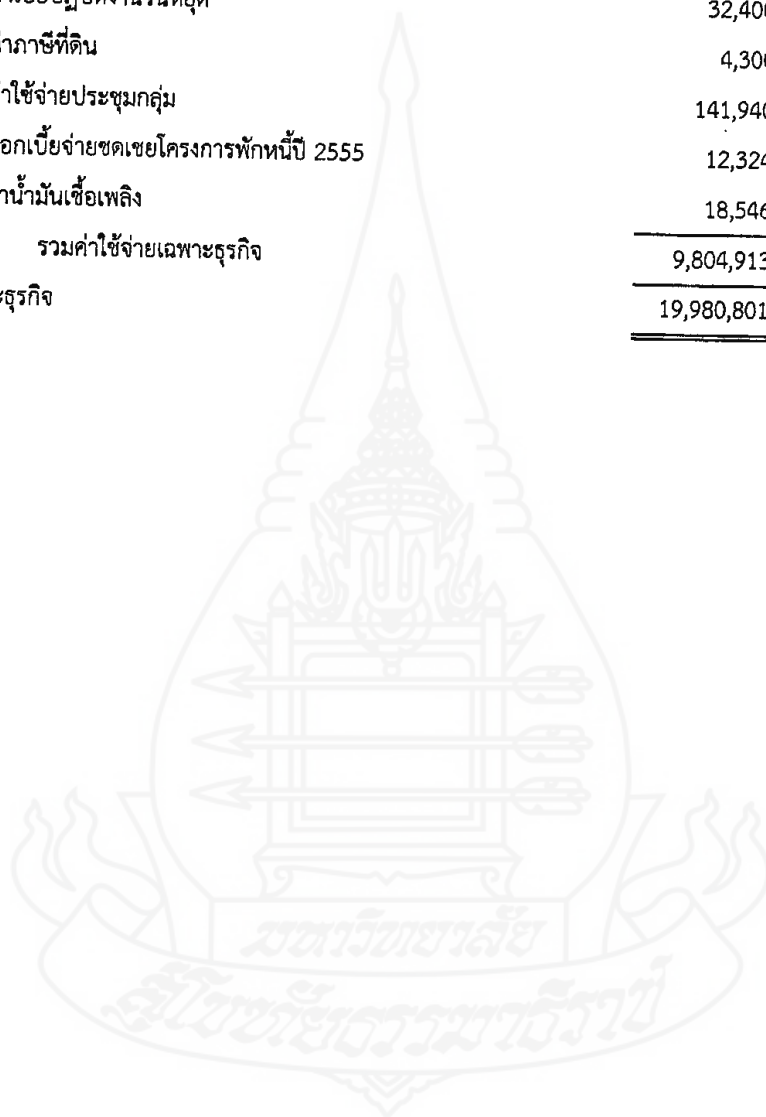 32,400
าภาษีที่ดิน 4,300
าใช้จ่ายประชุมกลุ่ม 141,940
อกเบี้ยจ่ายชดเชยโครงการพักหนี้ปี 2555 12,324
าน้ำมันเชื้อเพลิง 18,546
รวมค่าใช้จ่ายเฉพาะธุรกิจ 9,804,913
ะธุรกิจ 19,980,801
มหาวิทยาลัย
สุโขทัยธรรมาธิราช